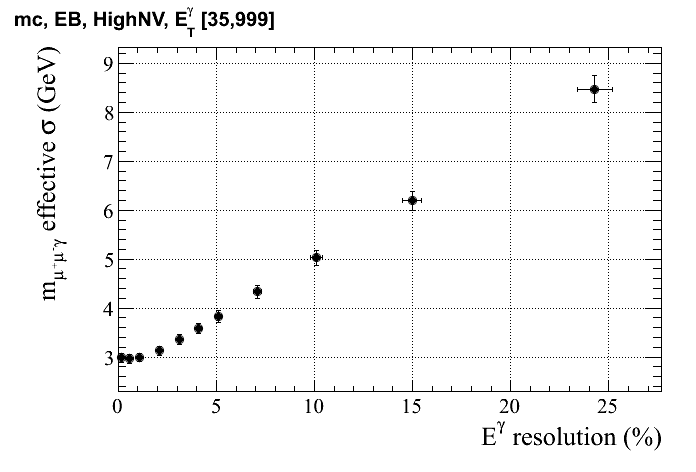 mc, EB, HighNV, E_T^γ [35,999]
m_{μ⁺μ⁻γ} effective σ (GeV)
9
8
7
6
5
4
3
0 5 10 15 20 25
E^γ resolution (%)